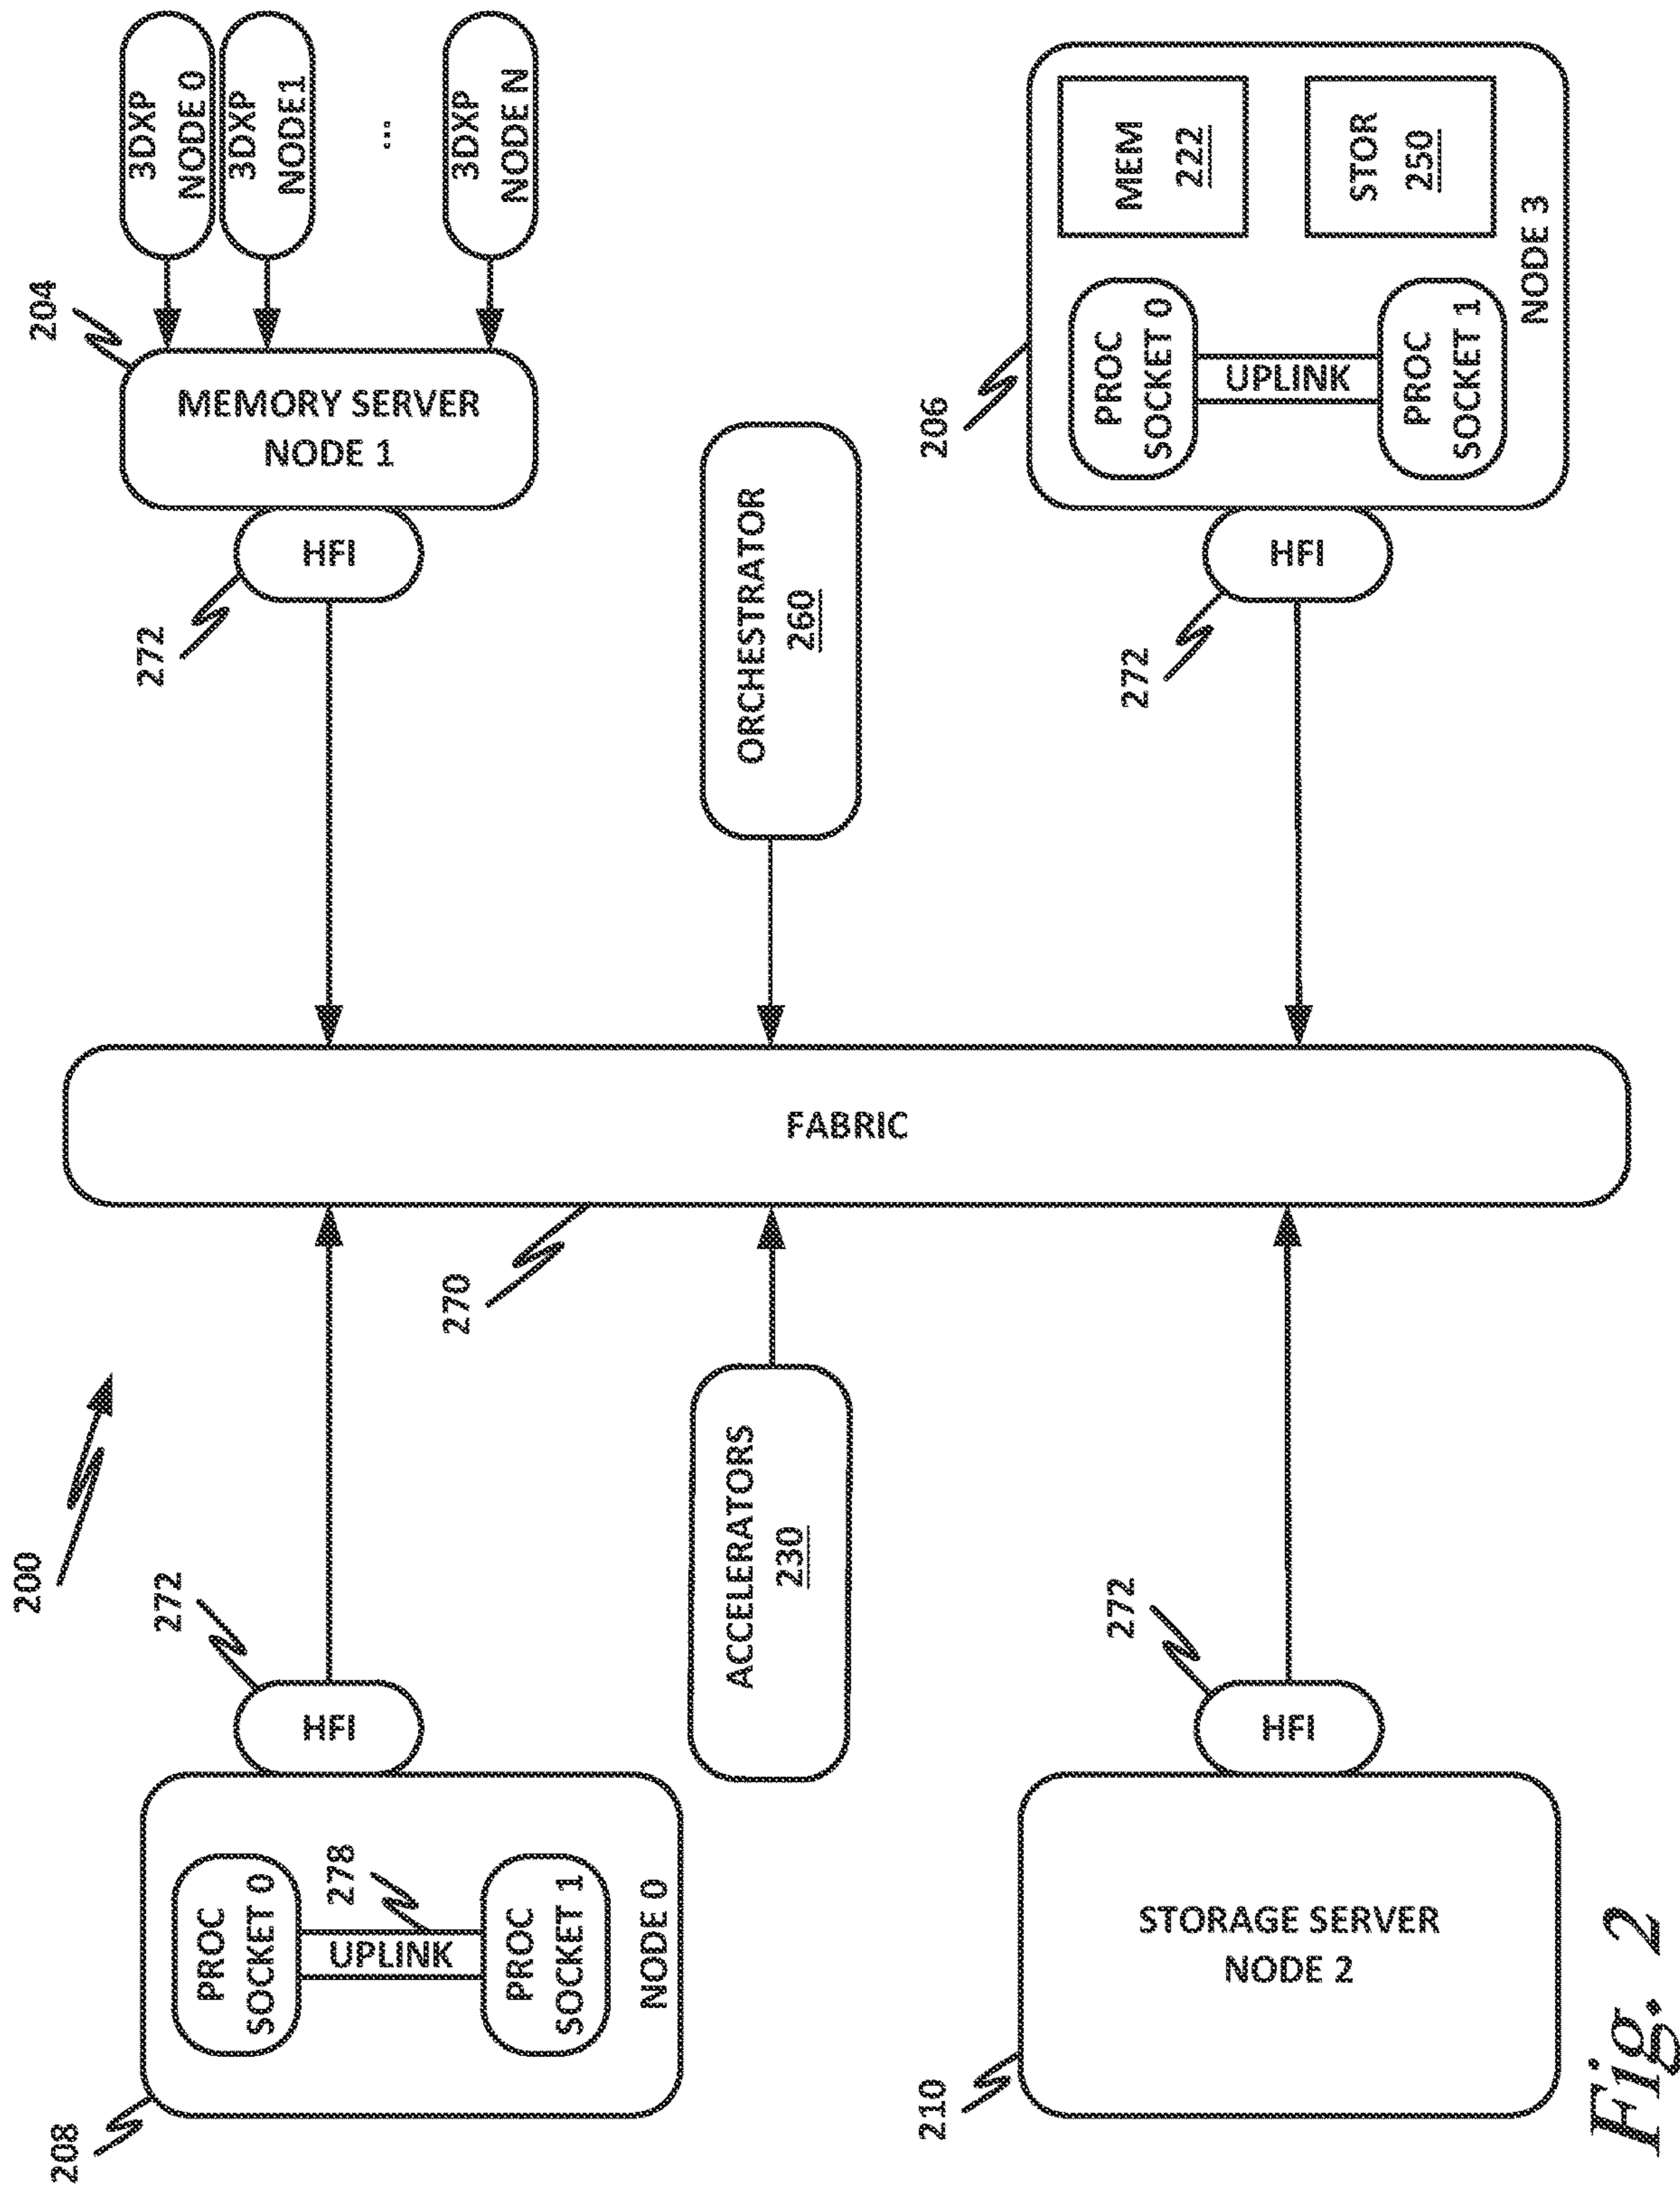 200
208
PROC
SOCKET 0
278
UPLINK
PROC
SOCKET 1
NODE 0
HFI
272
270
ACCELERATORS
230
210
STORAGE SERVER
NODE 2
HFI
272
FABRIC
204
MEMORY SERVER
NODE 1
HFI
272
3DXP
NODE 0
3DXP
NODE1
...
3DXP
NODE N
ORCHESTRATOR
260
206
PROC
SOCKET 0
UPLINK
PROC
SOCKET 1
MEM
222
STOR
250
NODE 3
HFI
272
Fig. 2